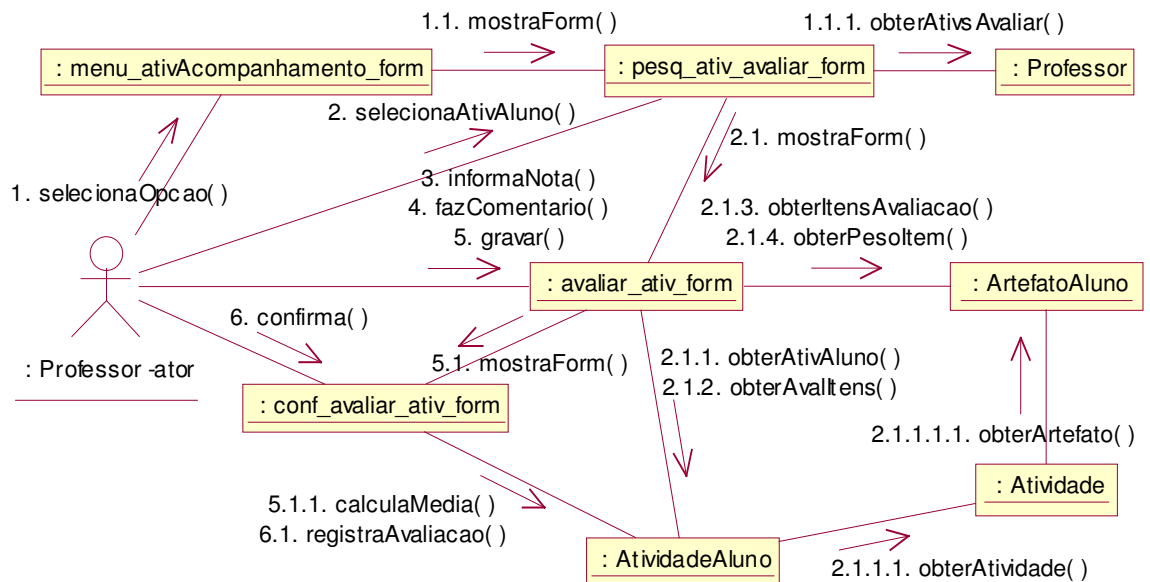 1.1. mostraForm( )
1.1.1. obterAtivsAvaliar( )
: menu_ativAcompanhamento_form
: pesq_ativ_avaliar_form
: Professor
2. selecionaAtivAluno( )
2.1. mostraForm( )
1. selecionaOpcao( )
3. informaNota( )
4. fazComentario( )
5. gravar( )
2.1.3. obterItensAvaliacao( )
2.1.4. obterPesoItem( )
: avaliar_ativ_form
: ArtefatoAluno
6. confirma( )
: Professor -ator
5.1. mostraForm( )
2.1.1. obterAtivAluno( )
2.1.2. obterAvalItens( )
: conf_avaliar_ativ_form
2.1.1.1.1. obterArtefato( )
: Atividade
5.1.1. calculaMedia( )
6.1. registraAvaliacao( )
: AtividadeAluno
2.1.1.1. obterAtividade( )